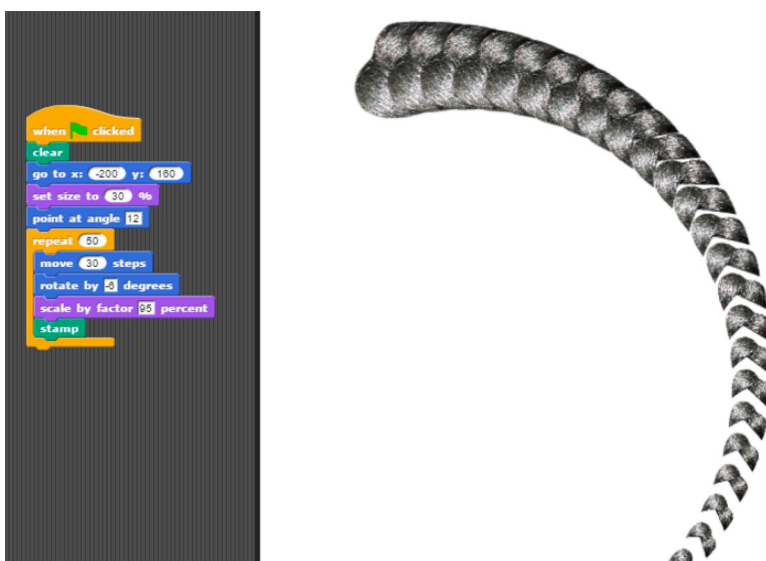 when clicked
clear
go to x: -200 y: 160
set size to 30 %
point at angle 12
repeat 50
move 30 steps
rotate by -6 degrees
scale by factor 95 percent
stamp